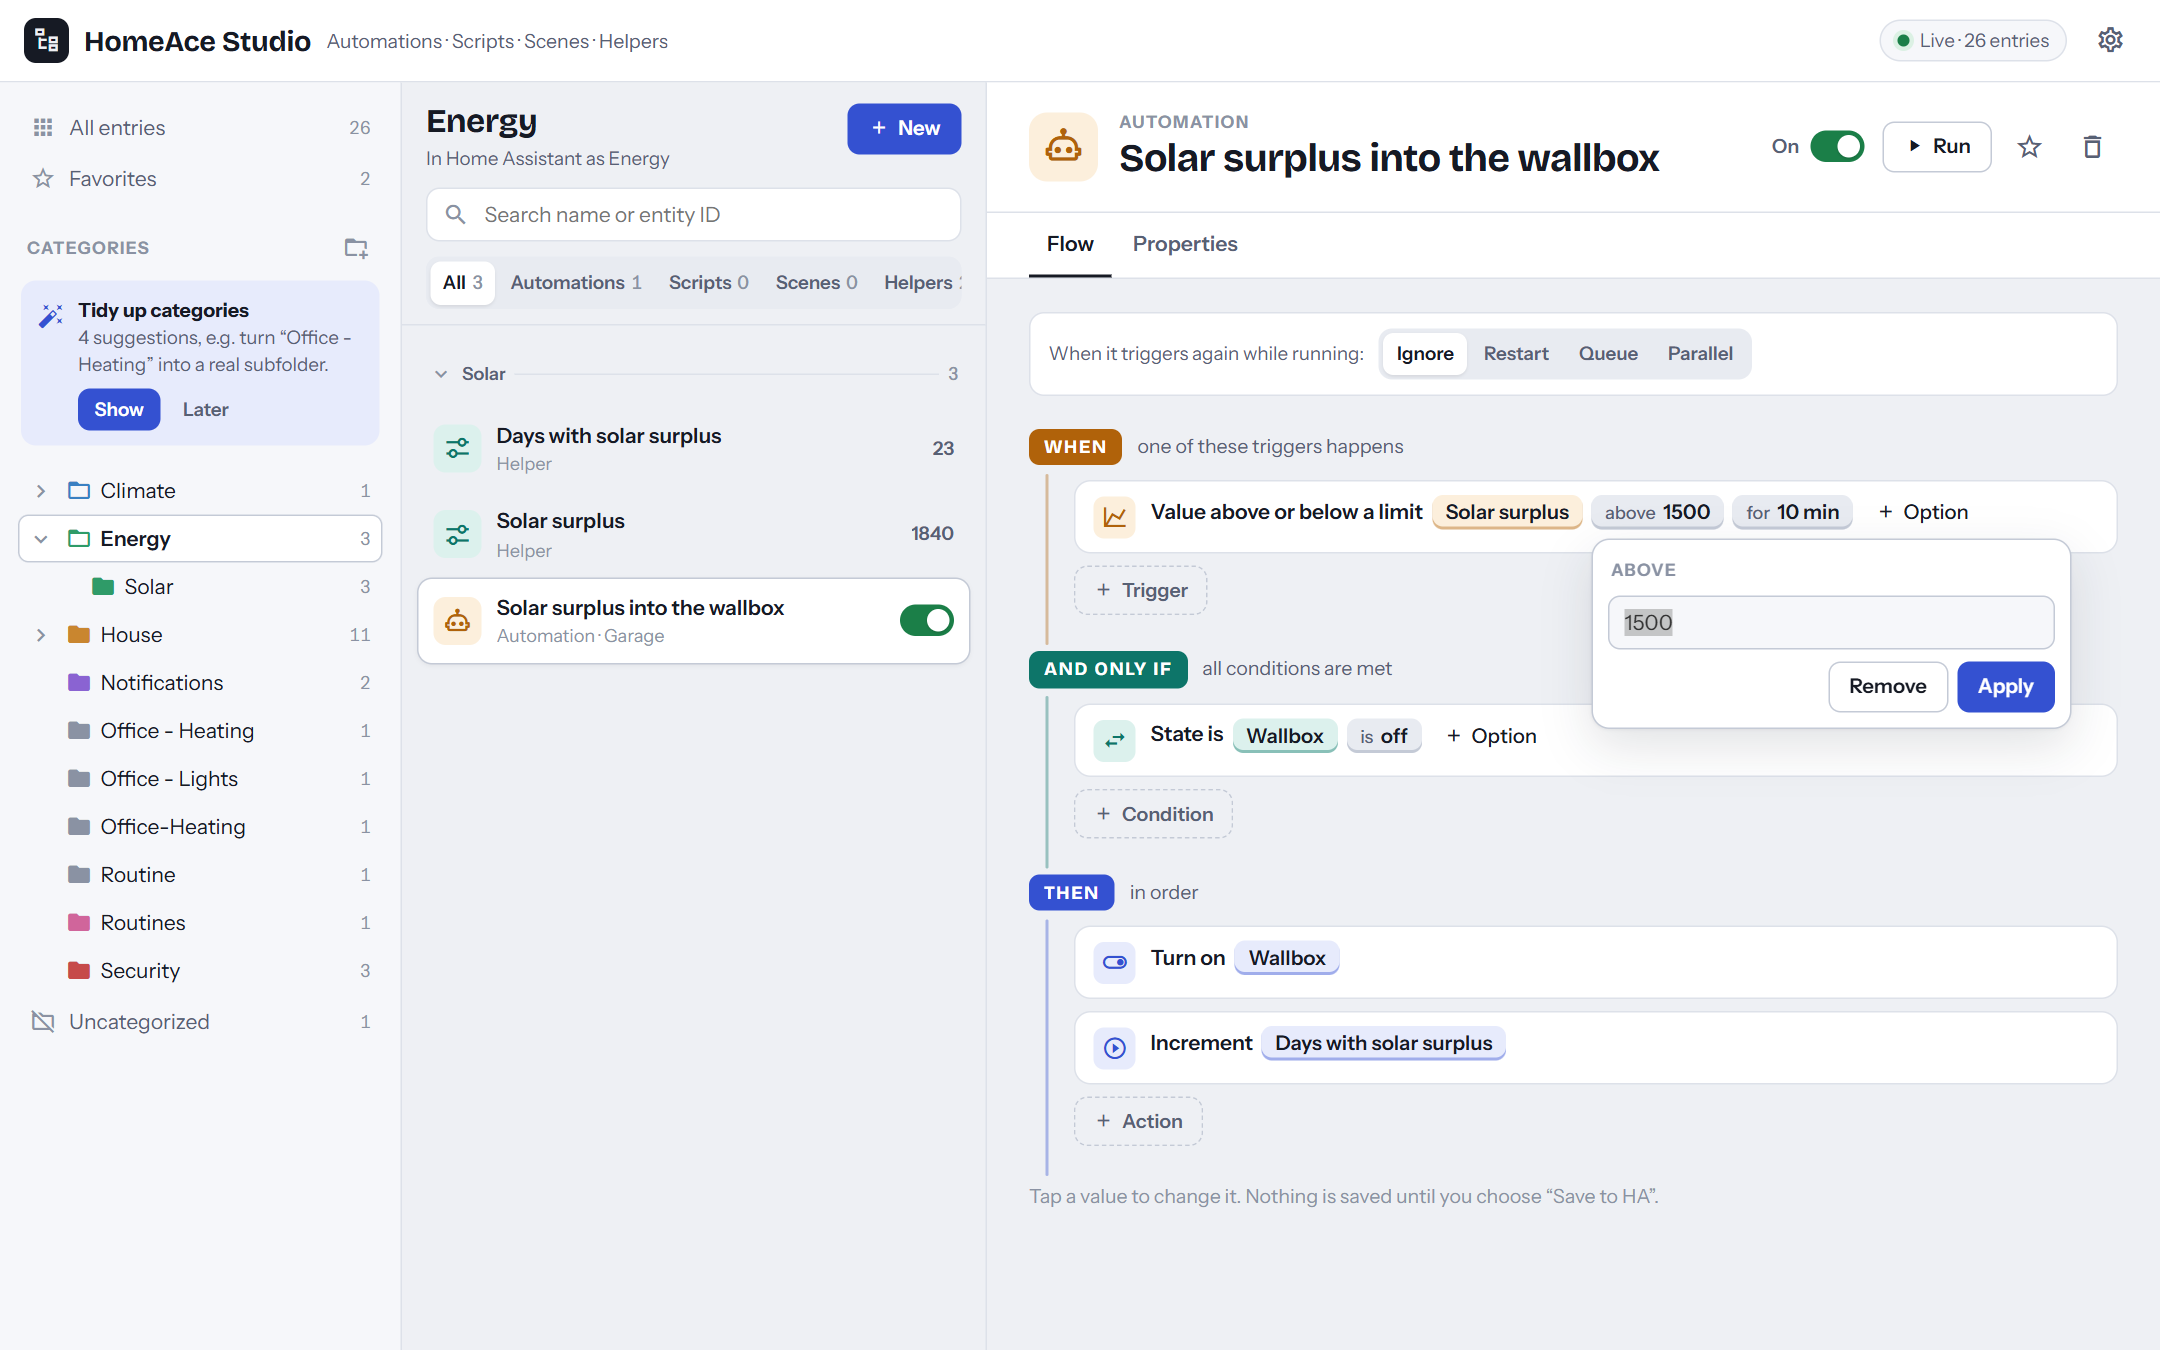 HomeAce Studio
Automations · Scripts · Scenes · Helpers
Live · 26 entries
All entries 26
Favorites 2
CATEGORIES
Tidy up categories
4 suggestions, e.g. turn “Office -
Heating” into a real subfolder.
Show Later
Climate 1
Energy 3
Solar 3
House 11
Notifications 2
Office - Heating 1
Office - Lights 1
Office-Heating 1
Routine 1
Routines 1
Security 3
Uncategorized 1
Energy
In Home Assistant as Energy
+ New
Search name or entity ID
All 3 Automations 1 Scripts 0 Scenes 0 Helpers
Solar 3
Days with solar surplus
Helper
23
Solar surplus
Helper
1840
Solar surplus into the wallbox
Automation · Garage
AUTOMATION
Solar surplus into the wallbox
On
Run
Flow Properties
When it triggers again while running: Ignore Restart Queue Parallel
WHEN one of these triggers happens
Value above or below a limit Solar surplus above 1500 for 10 min + Option
+ Trigger
ABOVE
1500
Remove Apply
AND ONLY IF all conditions are met
State is Wallbox is off + Option
+ Condition
THEN in order
Turn on Wallbox
Increment Days with solar surplus
+ Action
Tap a value to change it. Nothing is saved until you choose “Save to HA”.